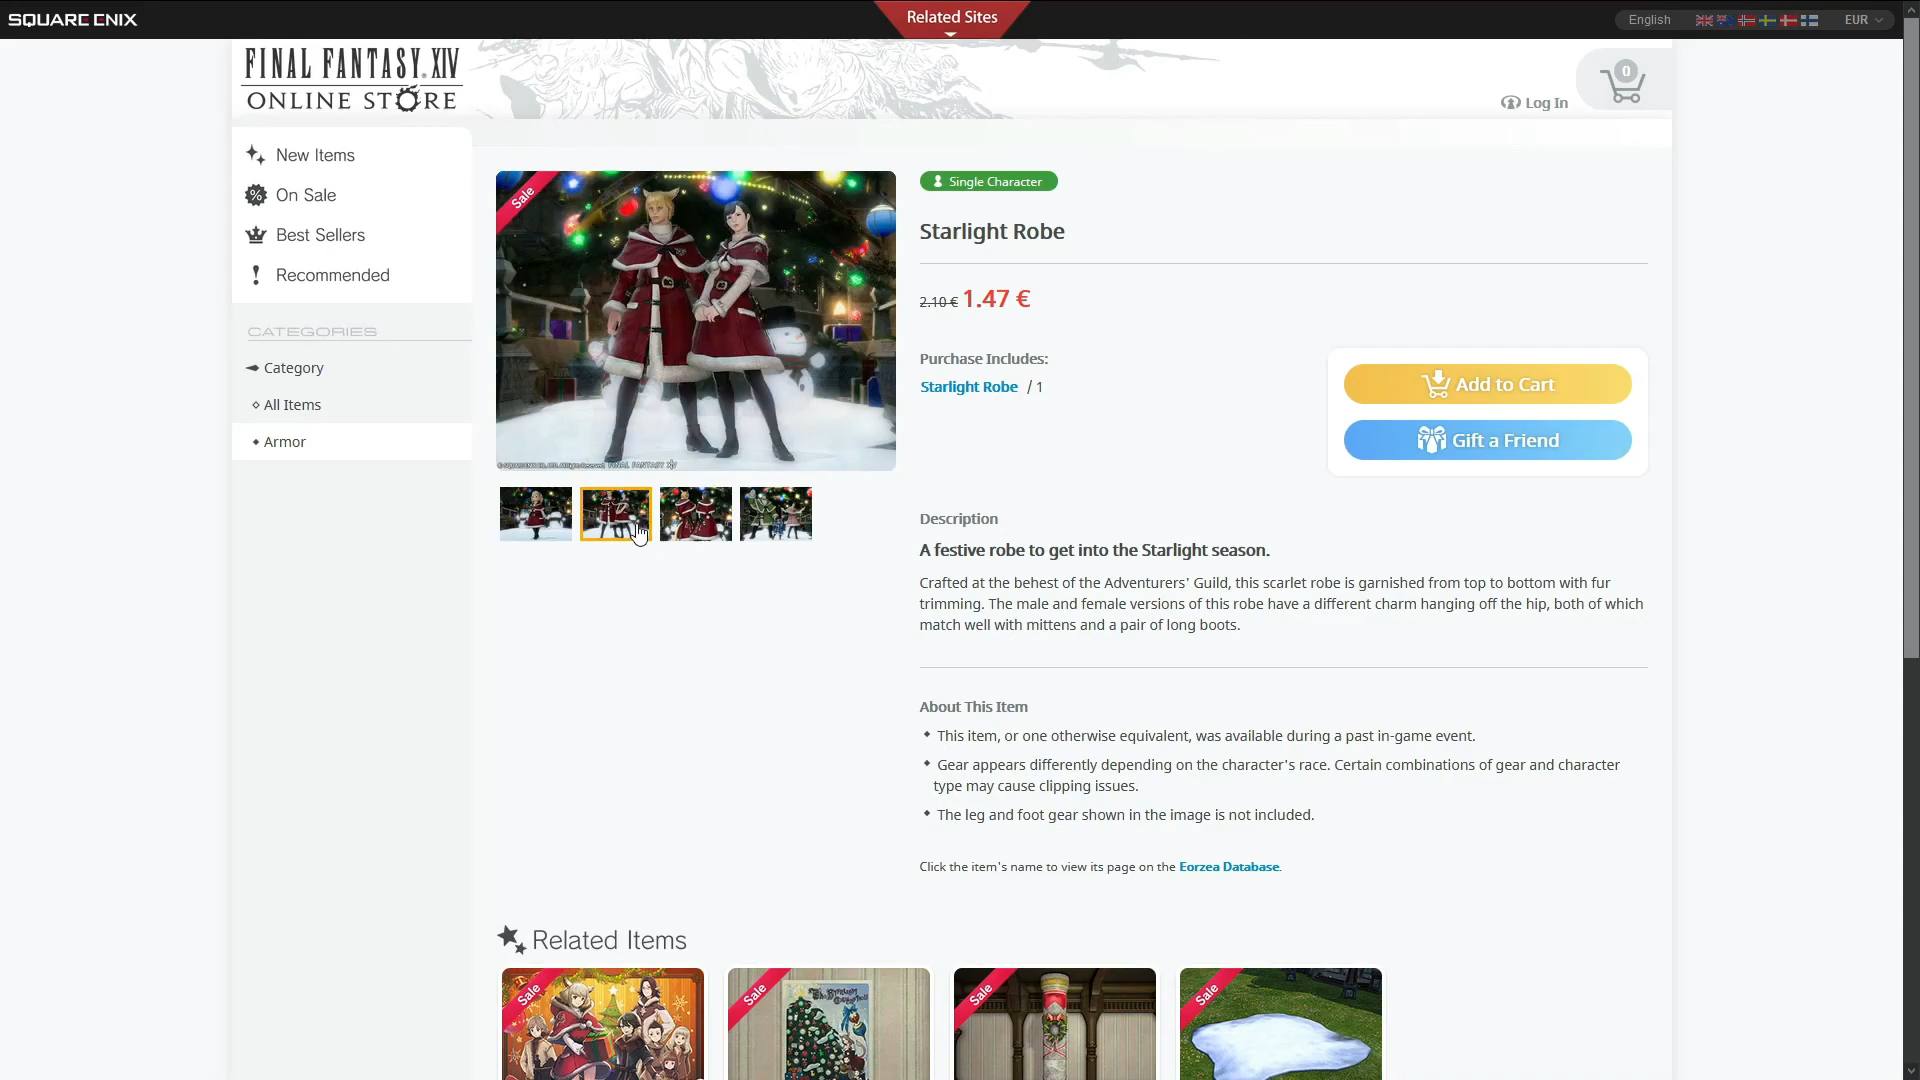 SQUARE ENIX
Related Sites
English
EUR
FINAL FANTASY XIV
ONLINE STORE
0
Log In
New Items
On Sale
Best Sellers
Recommended
CATEGORIES
Category
All Items
Armor
Sale
Single Character
Starlight Robe
2.10 € 1.47 €
Purchase Includes:
Starlight Robe / 1
Add to Cart
Gift a Friend
Description
A festive robe to get into the Starlight season.
Crafted at the behest of the Adventurers' Guild, this scarlet robe is garnished from top to bottom with fur
trimming. The male and female versions of this robe have a different charm hanging off the hip, both of which
match well with mittens and a pair of long boots.
About This Item
This item, or one otherwise equivalent, was available during a past in-game event.
Gear appears differently depending on the character's race. Certain combinations of gear and character
type may cause clipping issues.
The leg and foot gear shown in the image is not included.
Click the item's name to view its page on the Eorzea Database.
Related Items
Sale
Sale
Sale
Sale